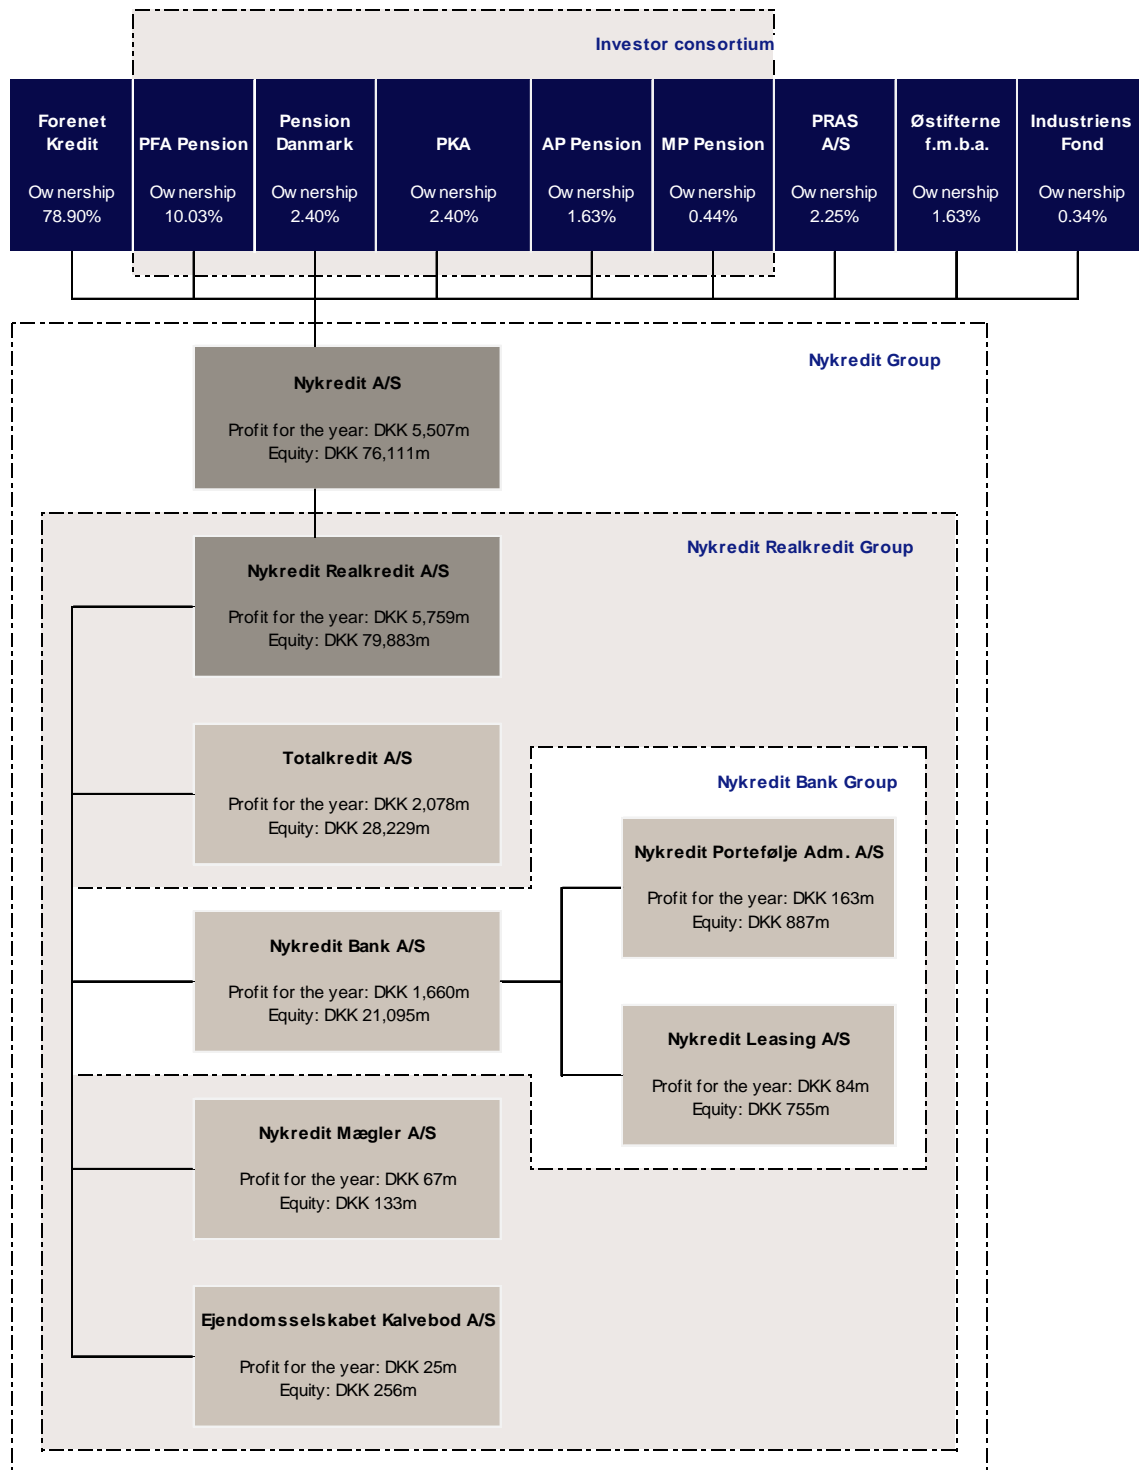 Investor consortium
Forenet
Kredit
Ownership
78.90%
PFA Pension
Ownership
10.03%
Pension
Danmark
Ownership
2.40%
PKA
Ownership
2.40%
AP Pension
Ownership
1.63%
MP Pension
Ownership
0.44%
PRAS
A/S
Ownership
2.25%
Østifterne
f.m.b.a.
Ownership
1.63%
Industriens
Fond
Ownership
0.34%
Nykredit Group
Nykredit A/S
Profit for the year: DKK 5,507m
Equity: DKK 76,111m
Nykredit Realkredit Group
Nykredit Realkredit A/S
Profit for the year: DKK 5,759m
Equity: DKK 79,883m
Totalkredit A/S
Profit for the year: DKK 2,078m
Equity: DKK 28,229m
Nykredit Bank Group
Nykredit Portefølje Adm. A/S
Profit for the year: DKK 163m
Equity: DKK 887m
Nykredit Bank A/S
Profit for the year: DKK 1,660m
Equity: DKK 21,095m
Nykredit Leasing A/S
Profit for the year: DKK 84m
Equity: DKK 755m
Nykredit Mægler A/S
Profit for the year: DKK 67m
Equity: DKK 133m
Ejendomsselskabet Kalvebod A/S
Profit for the year: DKK 25m
Equity: DKK 256m